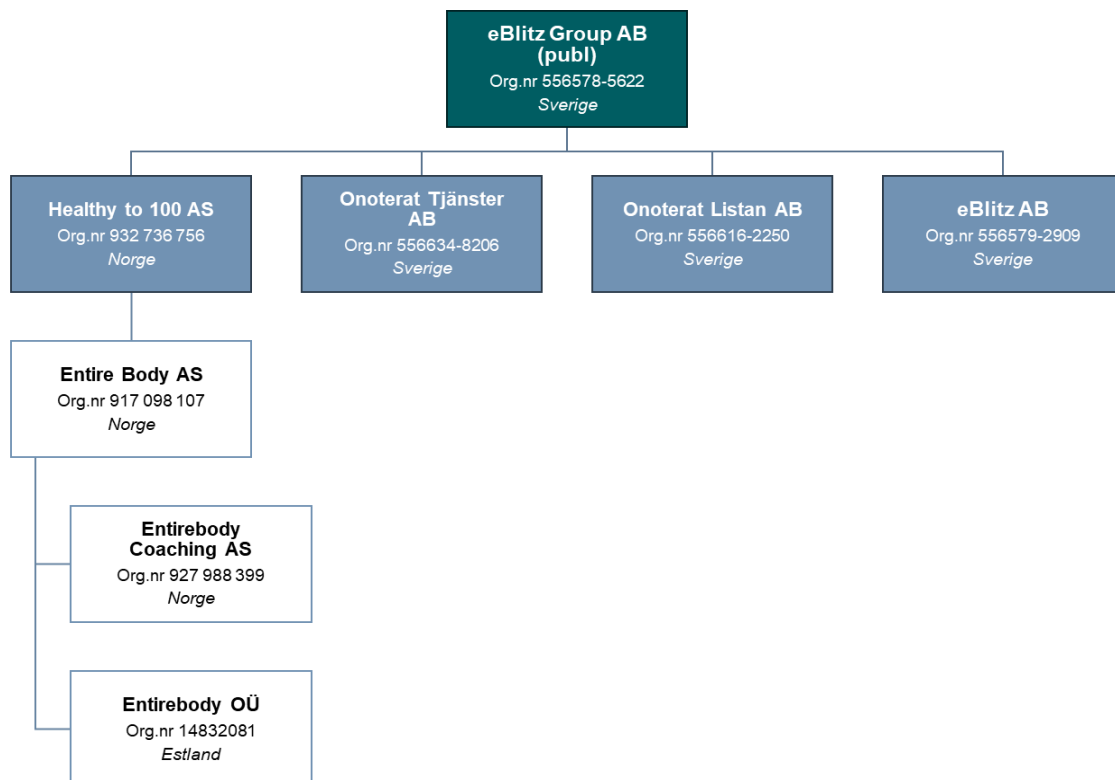 eBlitz Group AB
(publ)
Org.nr 556578-5622
Sverige
Healthy to 100 AS
Org.nr 932 736 756
Norge
Onoterat Tjänster
AB
Org.nr 556634-8206
Sverige
Onoterat Listan AB
Org.nr 556616-2250
Sverige
eBlitz AB
Org.nr 556579-2909
Sverige
Entire Body AS
Org.nr 917 098 107
Norge
Entirebody
Coaching AS
Org.nr 927 988 399
Norge
Entirebody OÜ
Org.nr 14832081
Estland